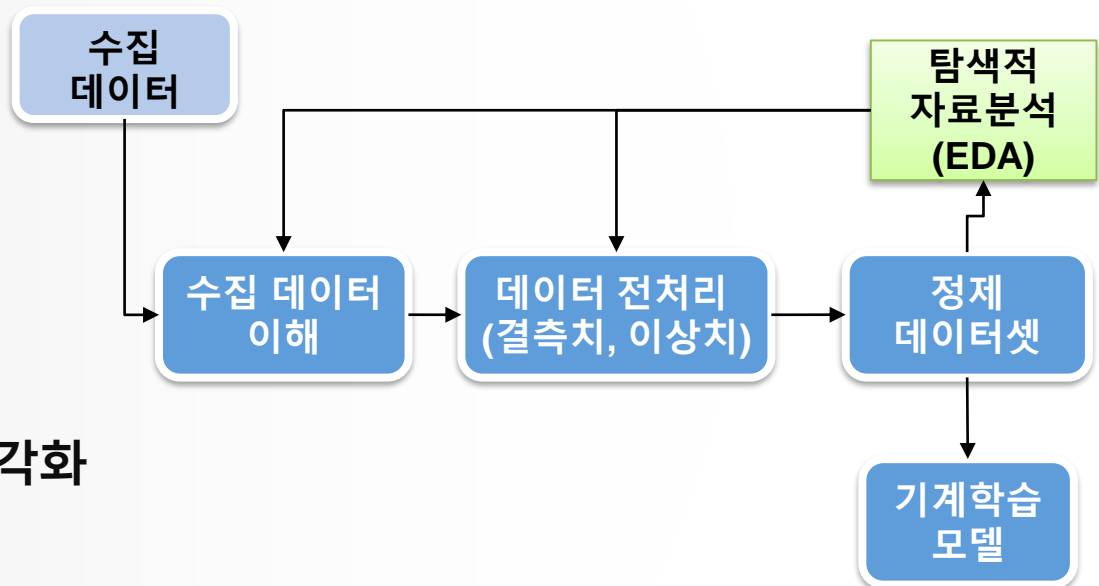 수집
데이터
탐색적
자료분석
(EDA)
수집 데이터
이해
데이터 전처리
(결측치, 이상치)
정제
데이터셋
각화
기계학습
모델